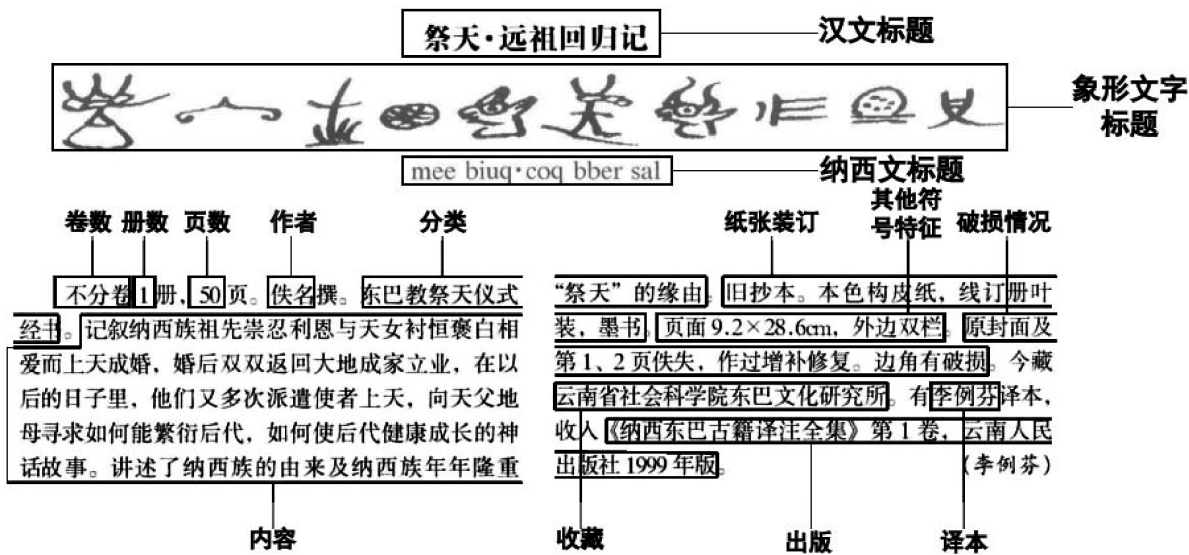 祭天·远祖回归记
汉文标题
象形文字
标题
mee biuq·coq bber sal
纳西文标题
卷数 册数 页数 作者 分类
不分卷1册，50页。佚名撰。东巴教祭天仪式
经书。记叙纳西族祖先崇忍利恩与天女衬恒褒白相
爱而上天成婚，婚后双双返回大地成家立业，在以
后的日子里，他们又多次派遣使者上天，向天父地
母寻求如何能繁衍后代，如何使后代健康成长的神
话故事。讲述了纳西族的由来及纳西族年年隆重
内容
纸张装订
其他符
号特征
破损情况
“祭天”的缘由。旧抄本。本色构皮纸，线订册叶
装，墨书。页面9.2×28.6cm，外边双栏。原封面及
第1、2页佚失，作过增补修复。边角有破损。今藏
云南省社会科学院东巴文化研究所。有李例芬译本，
收入《纳西东巴古籍译注全集》第1卷，云南人民
出版社1999年版。 （李例芬）
收藏 出版 译本